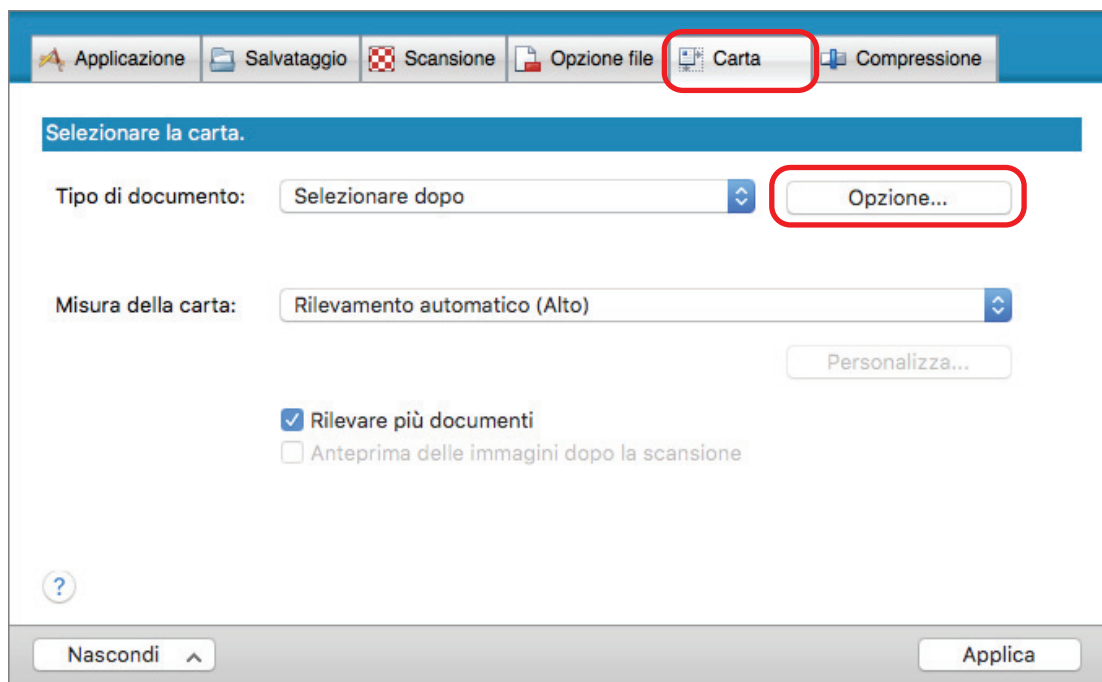 Applicazione Salvataggio Scansione Opzione file Carta Compressione
Selezionare la carta.
Tipo di documento: Selezionare dopo Opzione...
Misura della carta: Rilevamento automatico (Alto)
Personalizza...
Rilevare più documenti
Anteprima delle immagini dopo la scansione
?
Nascondi Applica